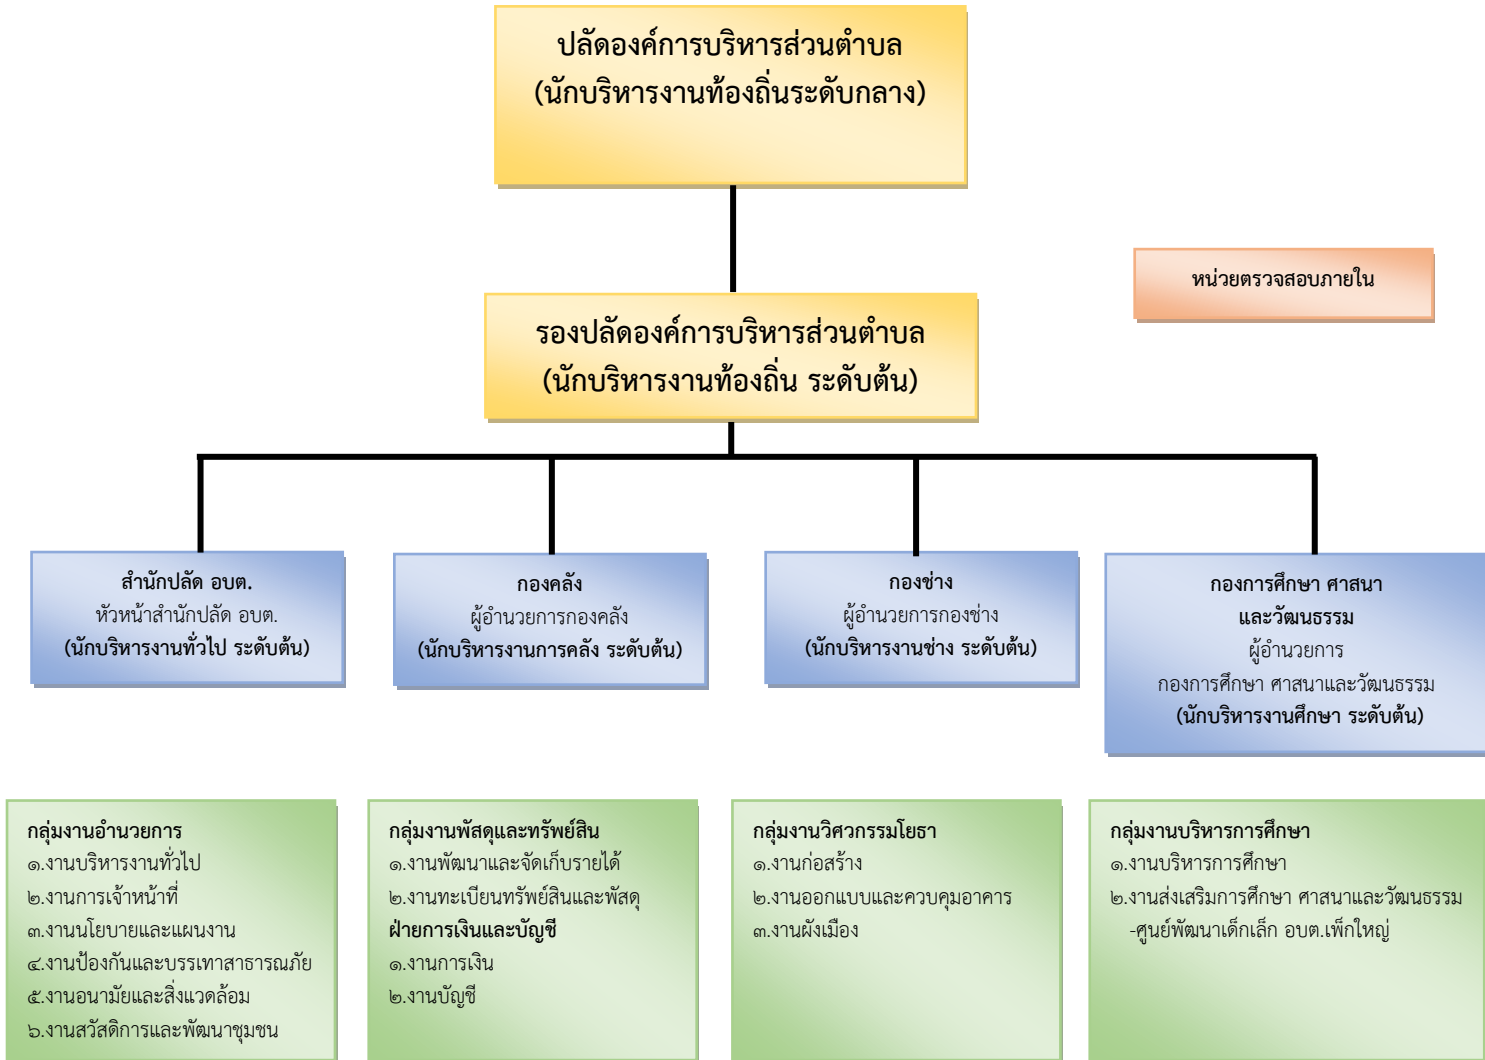 ปลัดองค์การบริหารส่วนตำบล
(นักบริหารงานท้องถิ่นระดับกลาง)
หน่วยตรวจสอบภายใน
รองปลัดองค์การบริหารส่วนตำบล
(นักบริหารงานท้องถิ่น ระดับต้น)
สำนักปลัด อบต.
หัวหน้าสำนักปลัด อบต.
(นักบริหารงานทั่วไป ระดับต้น)
กองคลัง
ผู้อำนวยการกองคลัง
(นักบริหารงานการคลัง ระดับต้น)
กองช่าง
ผู้อำนวยการกองช่าง
(นักบริหารงานช่าง ระดับต้น)
กองการศึกษา ศาสนา
และวัฒนธรรม
ผู้อำนวยการ
กองการศึกษา ศาสนาและวัฒนธรรม
(นักบริหารงานศึกษา ระดับต้น)
กลุ่มงานอำนวยการ
๑.งานบริหารงานทั่วไป
๒.งานการเจ้าหน้าที่
๓.งานนโยบายและแผนงาน
๔.งานป้องกันและบรรเทาสาธารณภัย
๕.งานอนามัยและสิ่งแวดล้อม
๖.งานสวัสดิการและพัฒนาชุมชน
กลุ่มงานพัสดุและทรัพย์สิน
๑.งานพัฒนาและจัดเก็บรายได้
๒.งานทะเบียนทรัพย์สินและพัสดุ
ฝ่ายการเงินและบัญชี
๑.งานการเงิน
๒.งานบัญชี
กลุ่มงานวิศวกรรมโยธา
๑.งานก่อสร้าง
๒.งานออกแบบและควบคุมอาคาร
๓.งานผังเมือง
กลุ่มงานบริหารการศึกษา
๑.งานบริหารการศึกษา
๒.งานส่งเสริมการศึกษา ศาสนาและวัฒนธรรม
-ศูนย์พัฒนาเด็กเล็ก อบต.เพ็กใหญ่